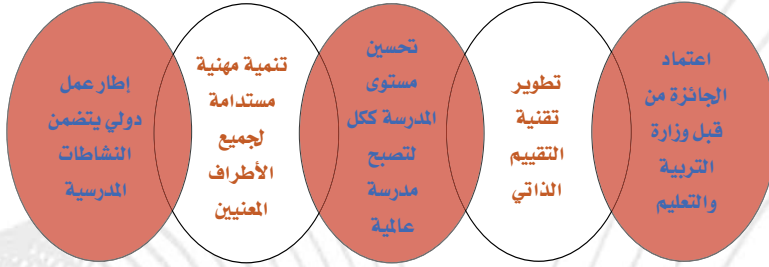 اعتماد
الجائزة من
قبل وزارة
التربية
والتعليم
تطوير
تقنية
التقييم
الذاتي
تحسين
مستوى
المدرسة ككل
لتصبح
مدرسة
عالمية
تنمية مهنية
مستدامة
لجميع
الأطراف
المعنيين
إطار عمل
دولي يتضمن
النشاطات
المدرسية